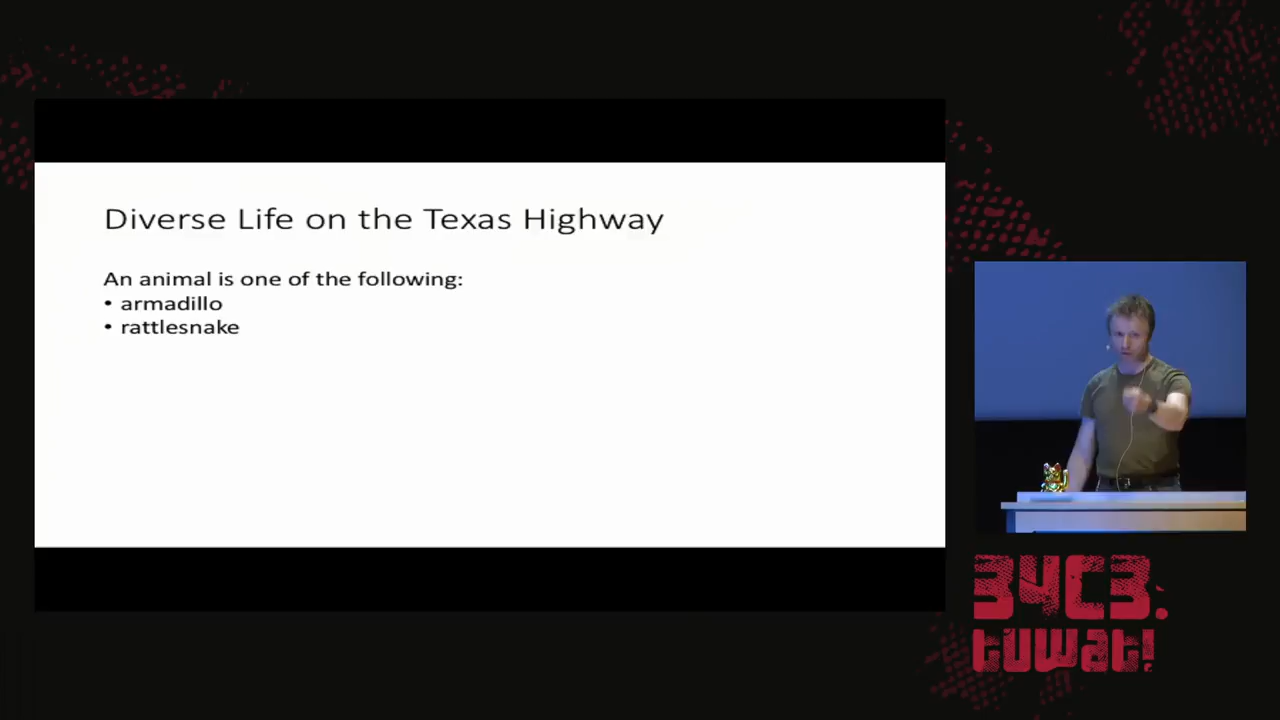 Diverse Life on the Texas Highway
An animal is one of the following:
• armadillo
• rattlesnake
34C3.
tuwat!